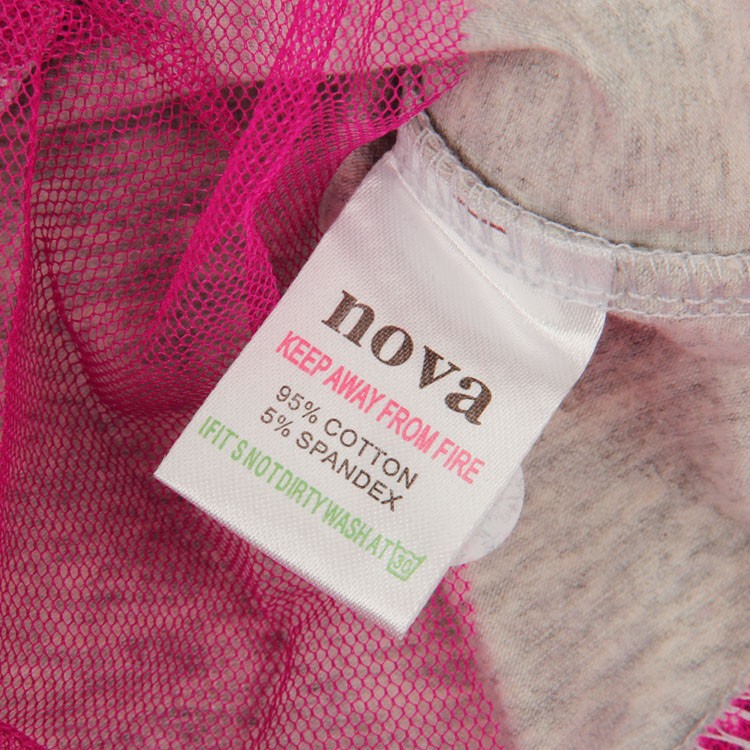 nova
KEEP AWAY FROM FIRE
95% COTTON
5% SPANDEX
IF IT'S NOT DIRTY WASH AT 30